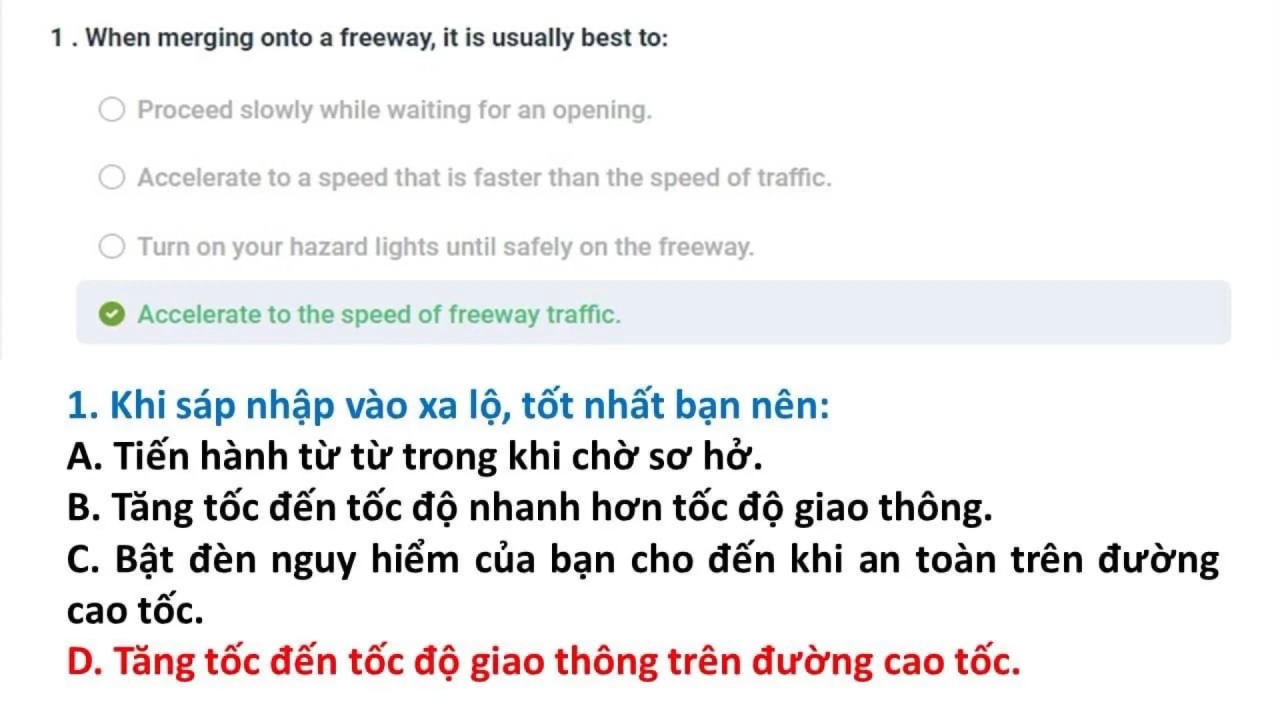 1 . When merging onto a freeway, it is usually best to:
Proceed slowly while waiting for an opening.
Accelerate to a speed that is faster than the speed of traffic.
Turn on your hazard lights until safely on the freeway.
Accelerate to the speed of freeway traffic.
1. Khi sáp nhập vào xa lộ, tốt nhất bạn nên:
A. Tiến hành từ từ trong khi chờ sơ hở.
B. Tăng tốc đến tốc độ nhanh hơn tốc độ giao thông.
C. Bật đèn nguy hiểm của bạn cho đến khi an toàn trên đường
cao tốc.
D. Tăng tốc đến tốc độ giao thông trên đường cao tốc.